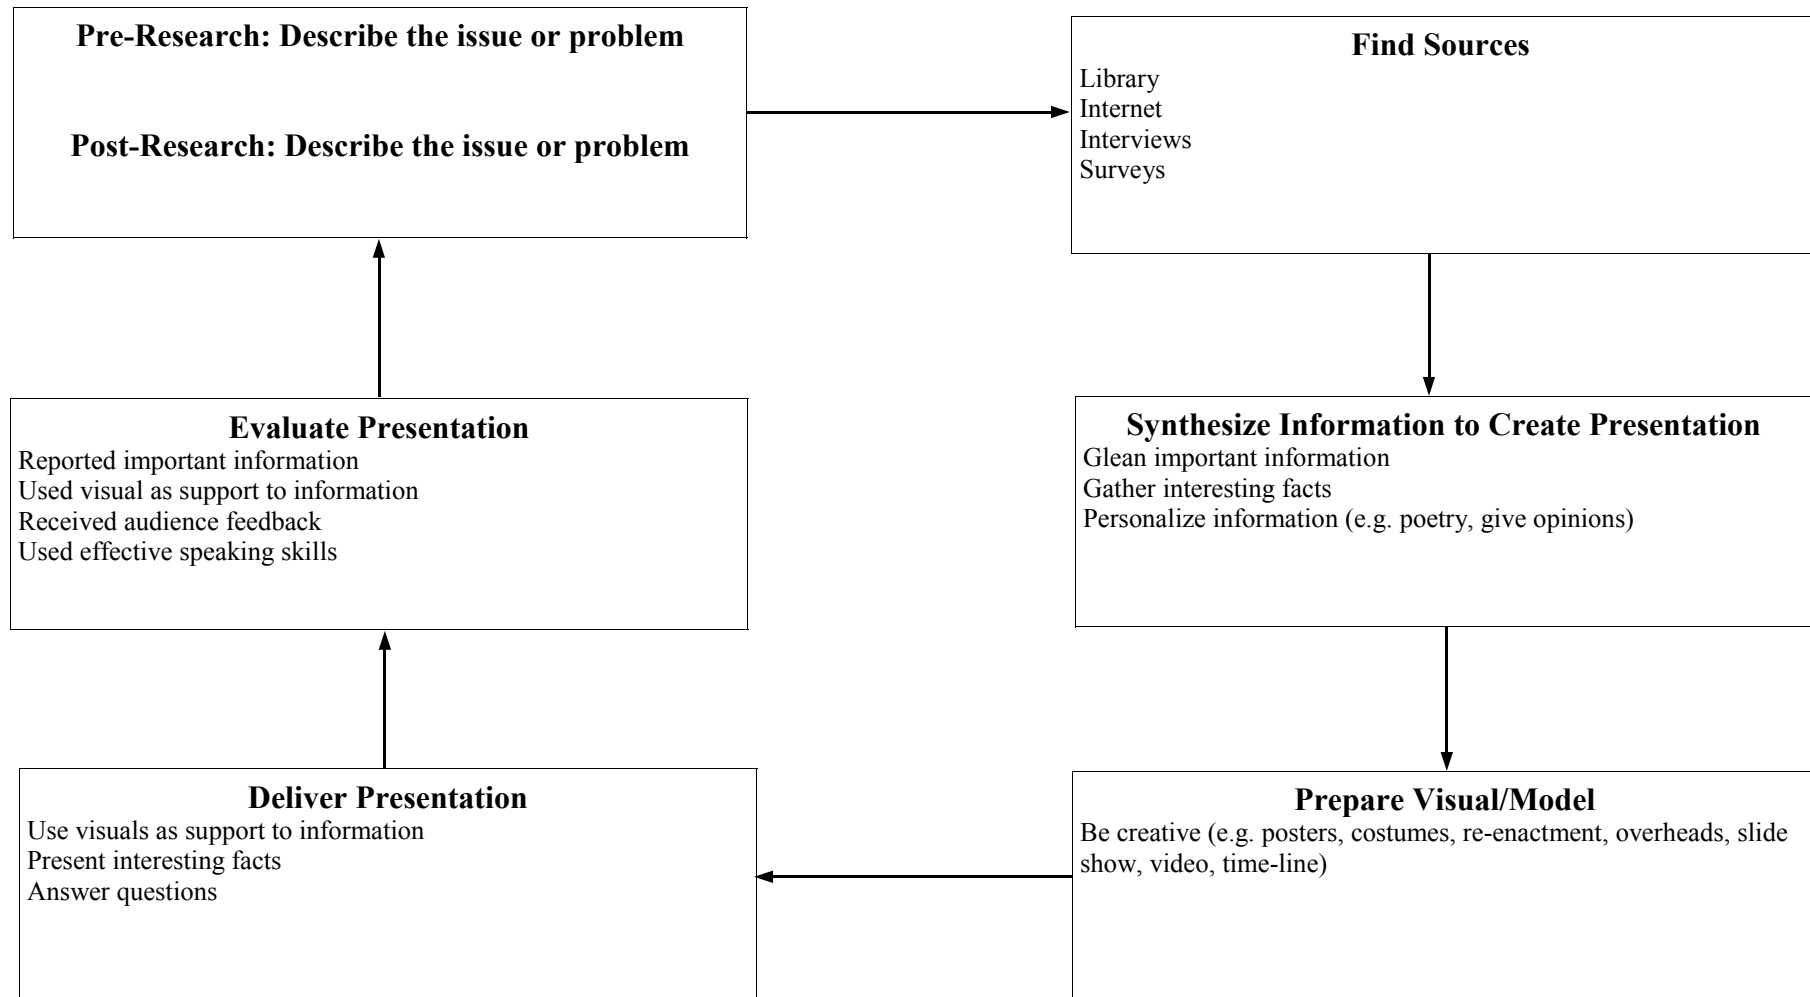 Pre-Research: Describe the issue or problem
Post-Research: Describe the issue or problem
Find Sources
Library
Internet
Interviews
Surveys
Synthesize Information to Create Presentation
Glean important information
Gather interesting facts
Personalize information (e.g. poetry, give opinions)
Prepare Visual/Model
Be creative (e.g. posters, costumes, re-enactment, overheads, slide
show, video, time-line)
Deliver Presentation
Use visuals as support to information
Present interesting facts
Answer questions
Evaluate Presentation
Reported important information
Used visual as support to information
Received audience feedback
Used effective speaking skills